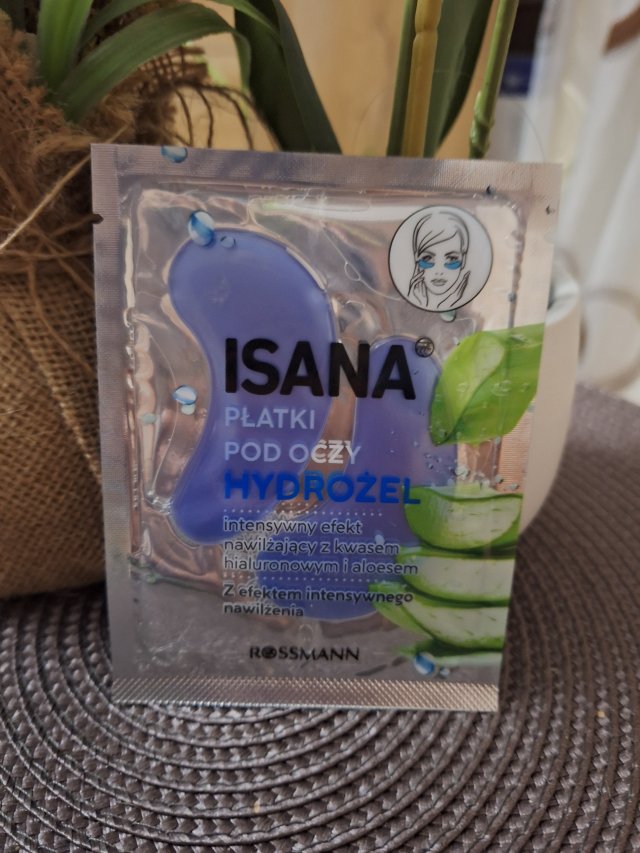 ISANA
PŁATKI
POD OCZY
HYDROŻEL
intensywny efekt
nawilżający z kwasem
hialuronowym i aloesem
Z efektem intensywnego
nawilżenia
ROSSMANN